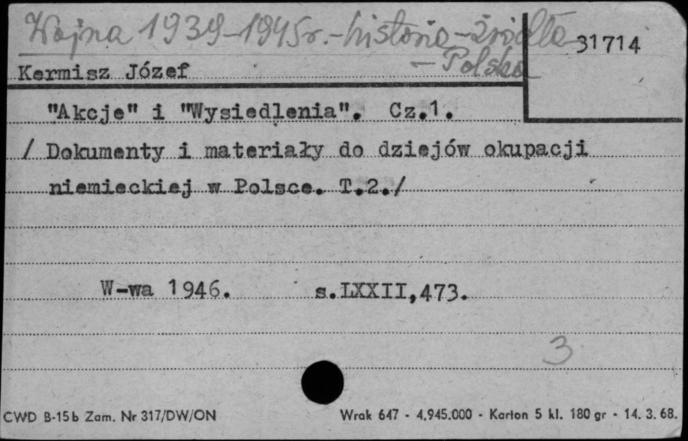 Wojna 1939-1945r.-historia-źródła
31714
- Polska
Kermisz Józef
"Akcje" i "Wysiedlenia". Cz.1.
/ Dokumenty i materiały do dziejów okupacji
niemieckiej w Polsce. T.2./
W-wa 1946. s.LXXII,473.
3
CWD B-15b Zam. Nr 317/DW/ON Wrak 647 - 4.945.000 - Karton 5 kl. 180 gr - 14. 3. 68.